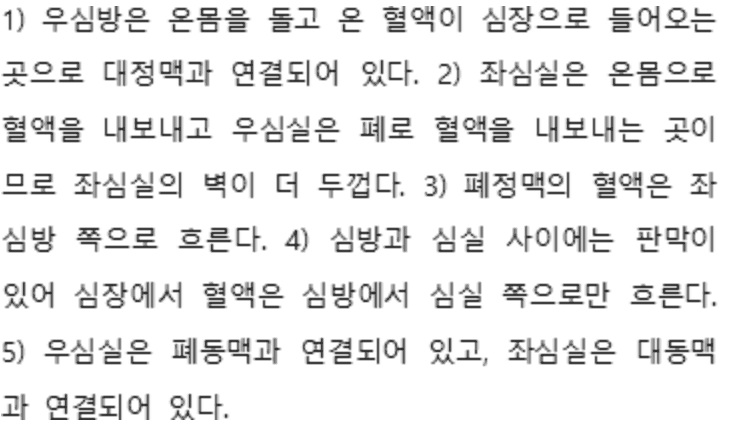 1) 우심방은 온몸을 돌고 온 혈액이 심장으로 들어오는
곳으로 대정맥과 연결되어 있다. 2) 좌심실은 온몸으로
혈액을 내보내고 우심실은 폐로 혈액을 내보내는 곳이
므로 좌심실의 벽이 더 두껍다. 3) 폐정맥의 혈액은 좌
심방 쪽으로 흐른다. 4) 심방과 심실 사이에는 판막이
있어 심장에서 혈액은 심방에서 심실 쪽으로만 흐른다.
5) 우심실은 폐동맥과 연결되어 있고, 좌심실은 대동맥
과 연결되어 있다.